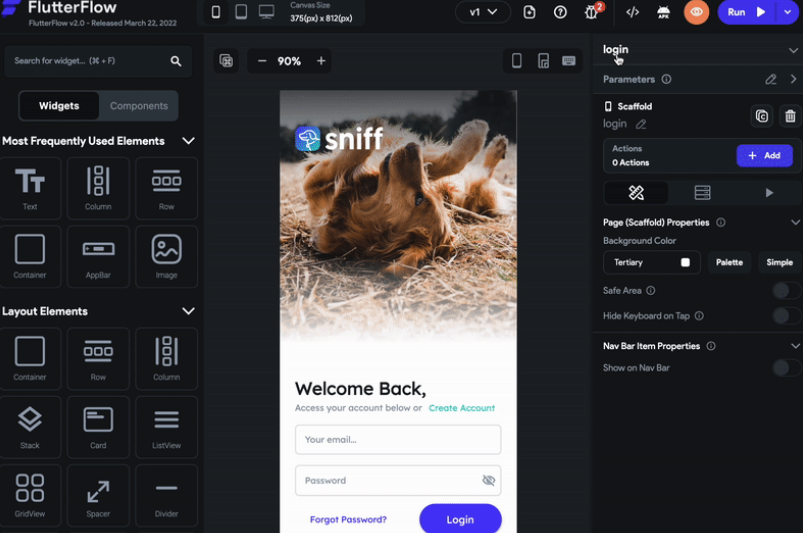 FlutterFlow
FlutterFlow v2.0 - Released March 22, 2022
Canvas Size
375(px) x 812(px)
v1
2
APK
Run
Search for widget... (⌘ + F)
90%
Widgets
Components
Most Frequently Used Elements
Text
Column
Row
Container
AppBar
Image
Layout Elements
Container
Row
Column
Stack
Card
ListView
GridView
Spacer
Divider
sniff
Welcome Back,
Access your account below or Create Account
Your email...
Password
Forgot Password?
Login
login
Parameters
Scaffold
login
Actions
0 Actions
+ Add
Page (Scaffold) Properties
Background Color
Tertiary
Palette
Simple
Safe Area
Hide Keyboard on Tap
Nav Bar Item Properties
Show on Nav Bar